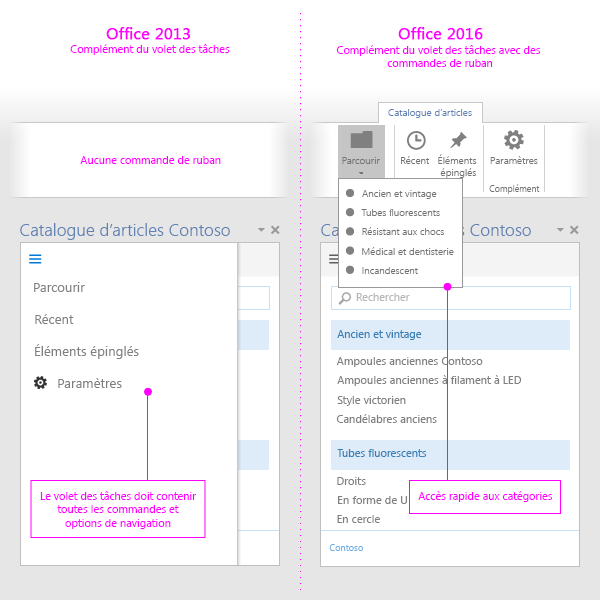 Office 2013
Complément du volet des tâches
Aucune commande de ruban
Catalogue d'articles Contoso
Parcourir
Récent
Éléments épinglés
Paramètres
Le volet des tâches doit contenir
toutes les commandes et
options de navigation
Office 2016
Complément du volet des tâches avec des
commandes de ruban
Catalogue d'articles
Parcourir
Récent
Éléments
épinglés
Paramètres
Complément
Ancien et vintage
Tubes fluorescents
Résistant aux chocs
Médical et dentisterie
Incandescent
Contoso
Rechercher
Ancien et vintage
Ampoules anciennes Contoso
Ampoules anciennes à filament à LED
Style victorien
Candélabres anciens
Tubes fluorescents
Droits
En forme de U
En cercle
Accès rapide aux catégories
Contoso